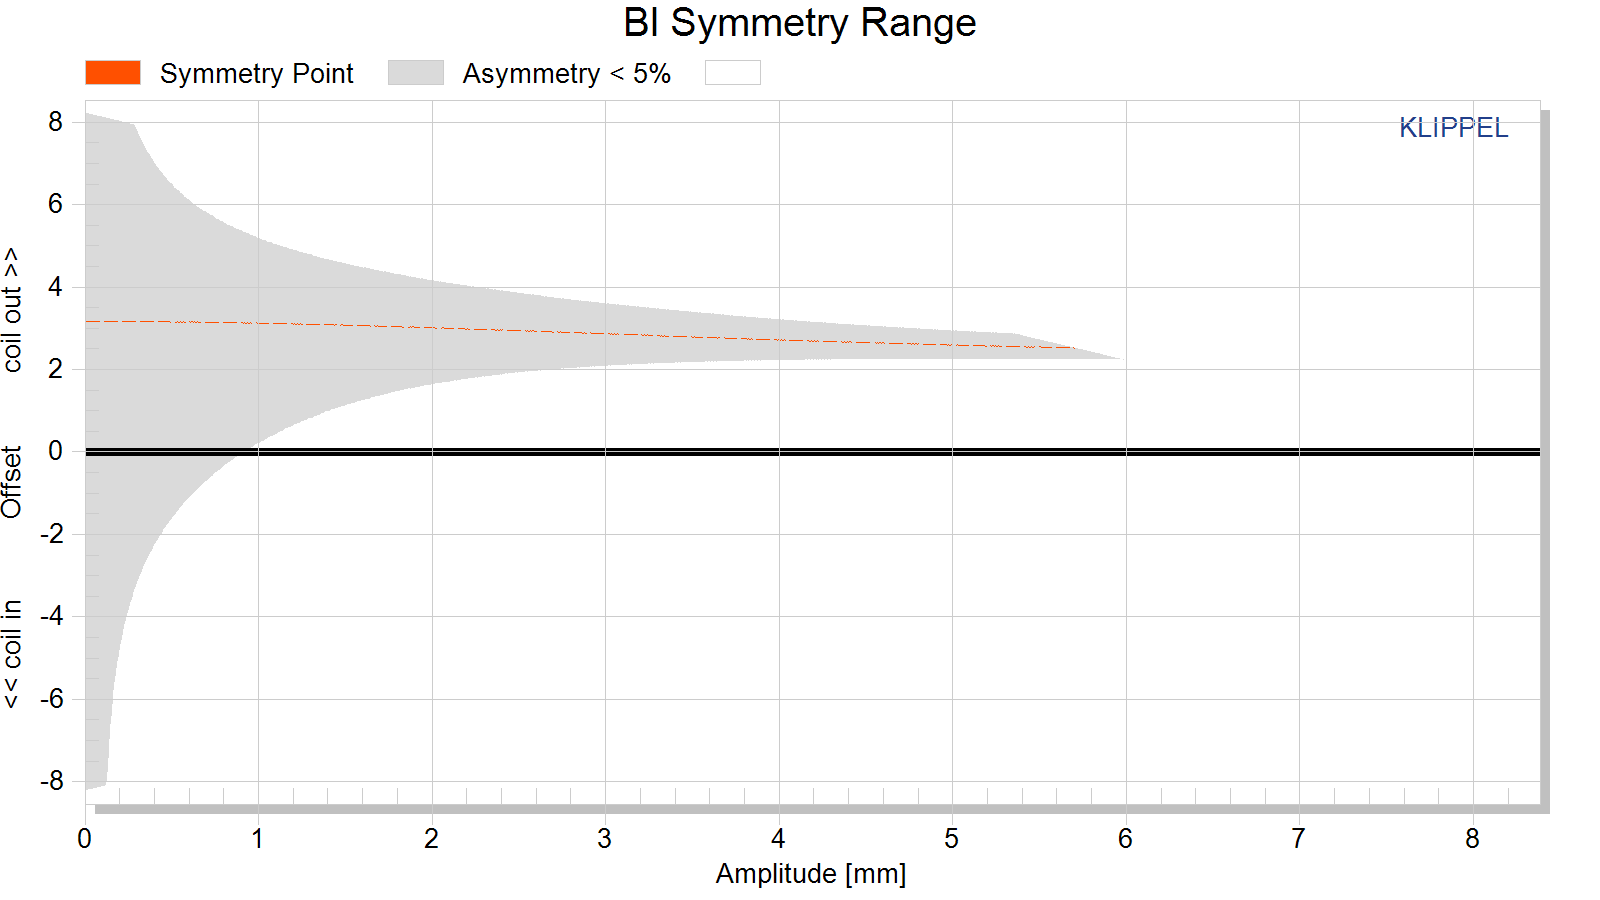 Bl Symmetry Range
Symmetry Point Asymmetry < 5%
KLIPPEL
8
6
4
2
0
-2
-4
-6
-8
<< coil in Offset coil out >>
0 1 2 3 4 5 6 7 8
Amplitude [mm]